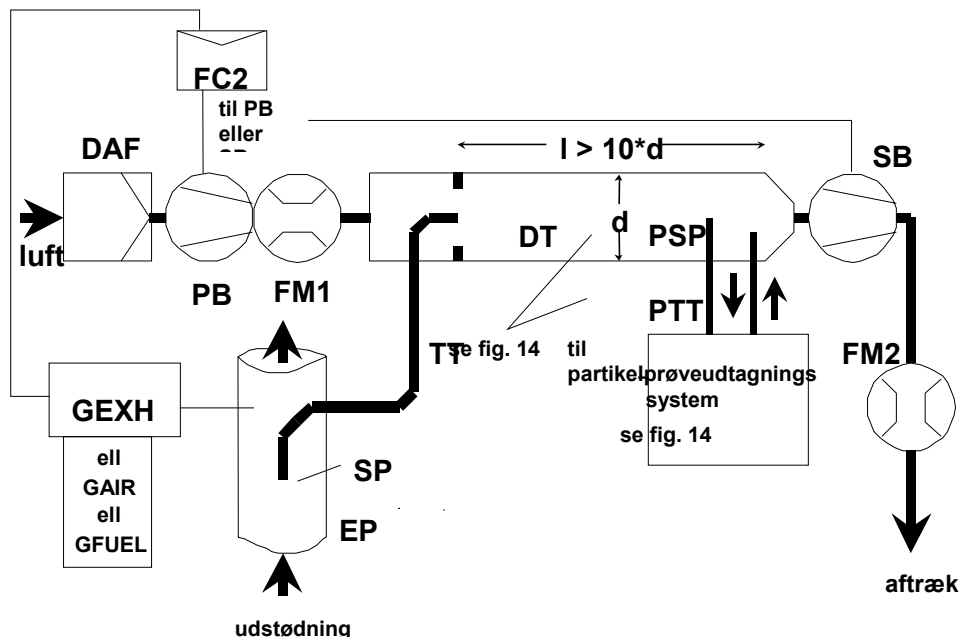 FC2
til PB
eller
DAF
l > 10*d
SB
luft
d
DT
PSP
PB
FM1
PTT
TT
se fig. 14
til
partikelprøveudtagnings
system
se fig. 14
FM2
GEXH
ell
GAIR
ell
GFUEL
SP
EP
aftræk
udstødning